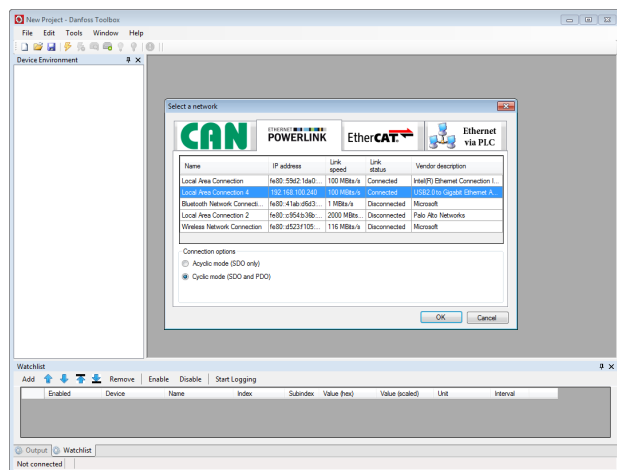 New Project - Danfoss Toolbox
File Edit Tools Window Help
Device Environment
Select a network
CAN
ETHERNET
POWERLINK
EtherCAT
Ethernet
via PLC
Name IP address Link speed Link status Vendor description
Local Area Connection fe80::59d2:1da0:... 100 MBits/s Connected Intel(R) Ethernet Connection I...
Local Area Connection 4 192.168.100.240 100 MBits/s Connected USB2.0 to Gigabit Ethernet A...
Bluetooth Network Connecti... fe80::41ab:d6d3:... 1 MBits/s Disconnected Microsoft
Local Area Connection 2 fe80::c954:b36b:... 2000 MBits... Disconnected Palo Alto Networks
Wireless Network Connection fe80::d523:f105:... 116 MBits/s Disconnected Microsoft
Connection options
Acyclic mode (SDO only)
Cyclic mode (SDO and PDO)
OK Cancel
Watchlist
Add Remove Enable Disable Start Logging
Enabled Device Name Index Subindex Value (hex) Value (scaled) Unit Interval
Output Watchlist
Not connected